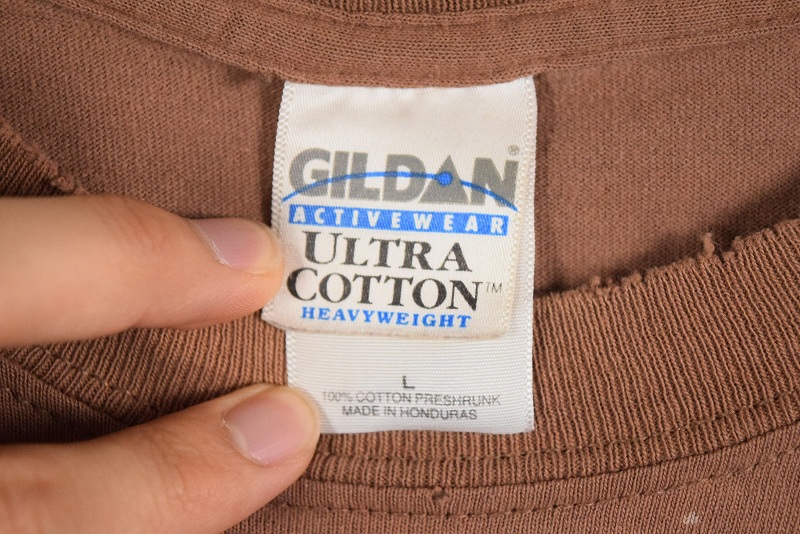 GILDAN®
ACTIVEWEAR
ULTRA
COTTON™
HEAVYWEIGHT
L
100% COTTON PRESHRUNK
MADE IN HONDURAS